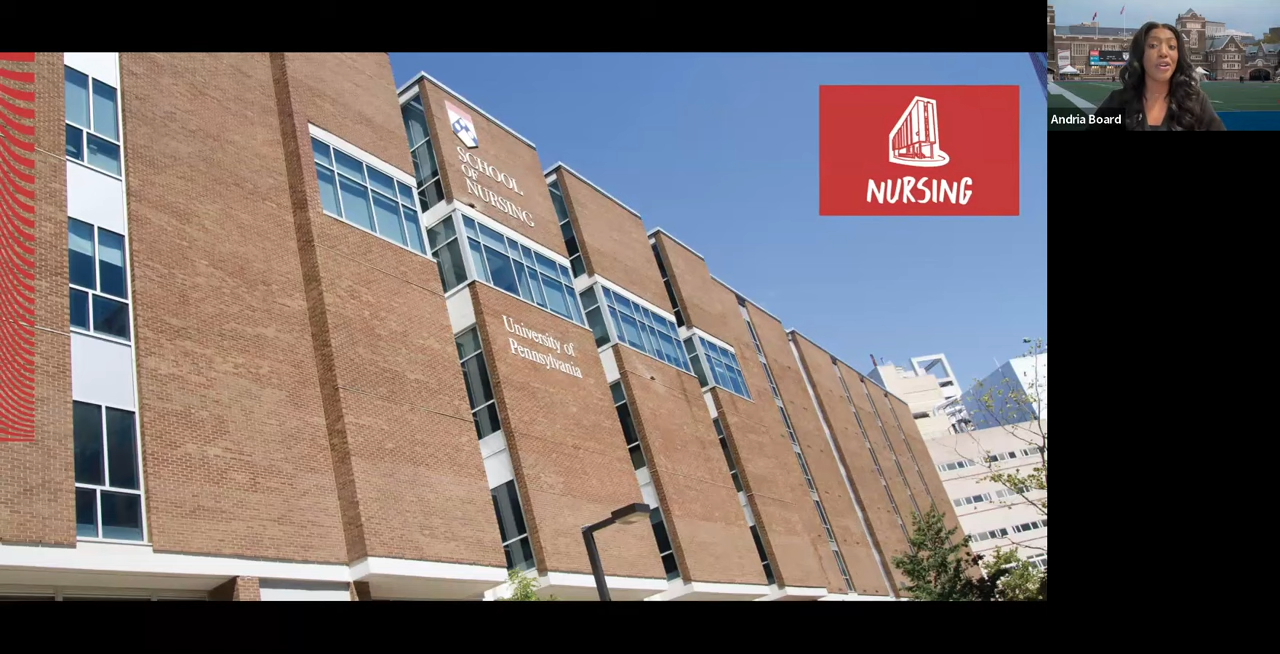 SCHOOL
OF
NURSING
University of
Pennsylvania
NURSING
Andria Board